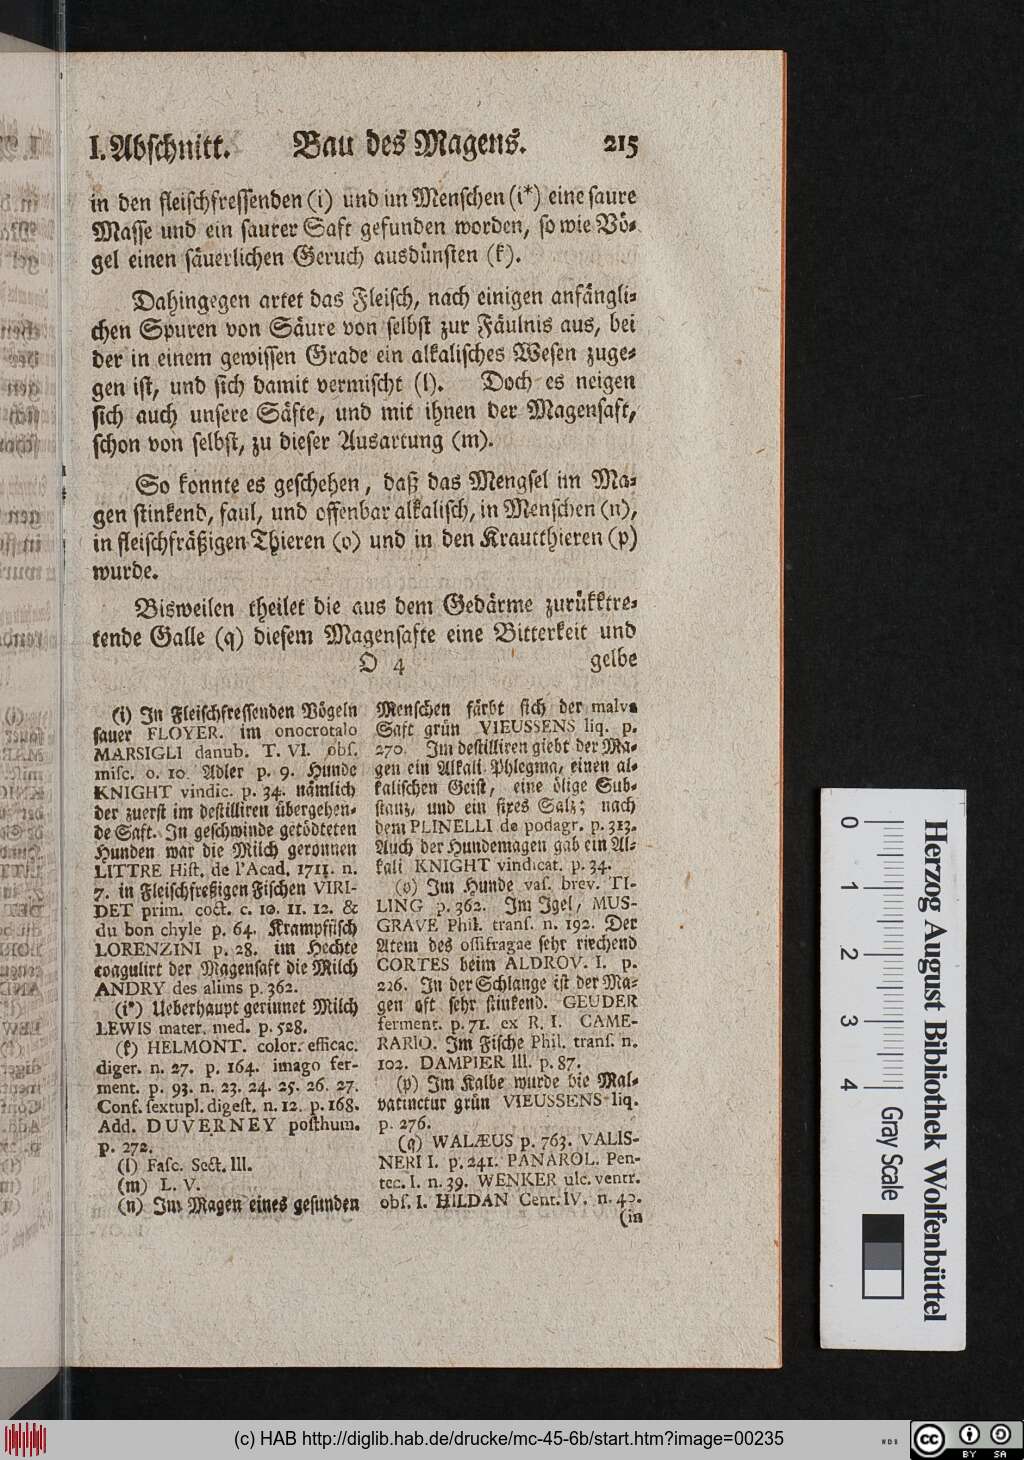 I. Abschnitt. Bau des Magens. 215
in den fleischfressenden (i) und im Menschen (i*) eine saure
Masse und ein saurer Saft gefunden worden, so wie Vö-
gel einen säuerlichen Geruch ausdünsten (k).
Dahingegen artet das Fleisch, nach einigen anfängli-
chen Spuren von Säure von selbst zur Fäulnis aus, bei
der in einem gewissen Grade ein alkalisches Wesen zuge-
gen ist, und sich damit vermischt (l). Doch es neigen
sich auch unsere Säfte, und mit ihnen der Magensaft,
schon von selbst, zu dieser Ausartung (m).
So konnte es geschehen, daß das Mengsel im Ma-
gen stinkend, faul, und offenbar alkalisch, in Menschen (n),
in fleischfräßigen Thieren (o) und in den Krautthieren (p)
wurde.
Bisweilen theilet die aus dem Gedärme zurükktre-
tende Galle (q) diesem Magensafte eine Bitterkeit und
O 4 gelbe
(i) In Fleischfressenden Vögeln
sauer FLOYER. im onocrotalo
MARSIGLI danub. T. VI. obs.
misc. o. 10. Adler p. 9. Hunde
KNIGHT vindic. p. 34. nämlich
der zuerst im destilliren übergehen-
de Saft. In geschwinde getödteten
Hunden war die Milch geronnen
LITTRE Hist. de l'Acad. 1711. n.
7. in Fleischfreßigen Fischen VIRI-
DET prim. coct. c. 10. 11. 12. &
du bon chyle p. 64. Krampffisch
LORENZINI p. 28. im Hechte
coagulirt der Magensaft die Milch
ANDRY des alims p. 362.
(i*) Ueberhaupt gerinnet Milch
LEWIS mater. med. p. 528.
(k) HELMONT. color. efficac.
diger. n. 27. p. 164. imago fer-
ment. p. 93. n. 23. 24. 25. 26. 27.
Conf. sextupl. digest. n. 12. p. 168.
Add. DUVERNEY posthum.
p. 272.
(l) Fasc. Sect. III.
(m) L. V.
(n) Im Magen eines gesunden
Menschen färbt sich der malva
Saft grün VIEUSSENS liq. p.
270. Im destilliren giebt der Ma-
gen ein Alkali Phlegma, einen al-
kalischen Geist, eine ölige Sub-
stanz, und ein fixes Salz; nach
dem PLINELLI de podagr. p. 313.
Auch der Hundemagen gab ein Al-
kali KNIGHT vindicat. p. 34.
(o) Im Hunde vas. brev. TI-
LING p. 362. Im Igel, MUS-
GRAVE Phil. trans. n. 192. Der
Atem des ossifragae sehr riechend
CORTES beim ALDROV. I. p.
226. In der Schlange ist der Ma-
gen oft sehr stinkend. GEUDER
ferment. p. 71. ex R. I. CAME-
RARIO. Im Fische Phil. trans. n.
102. DAMPIER III. p. 87.
(p) Im Kalbe wurde die Mal-
vatinctur grün VIEUSSENS liq.
p. 276.
(q) WALÆUS p. 763. VALIS-
NERI I. p. 241. PANAROL. Pen-
tec. I. n. 39. WENKER ulc. ventr.
obs. I. HILDAN Cent. IV. n. 40.
(in
Herzog August Bibliothek Wolfenbüttel
0 1 2 3 4 Gray Scale
(c) HAB http://diglib.hab.de/drucke/mc-45-6b/start.htm?image=00235
WDB
cc BY SA